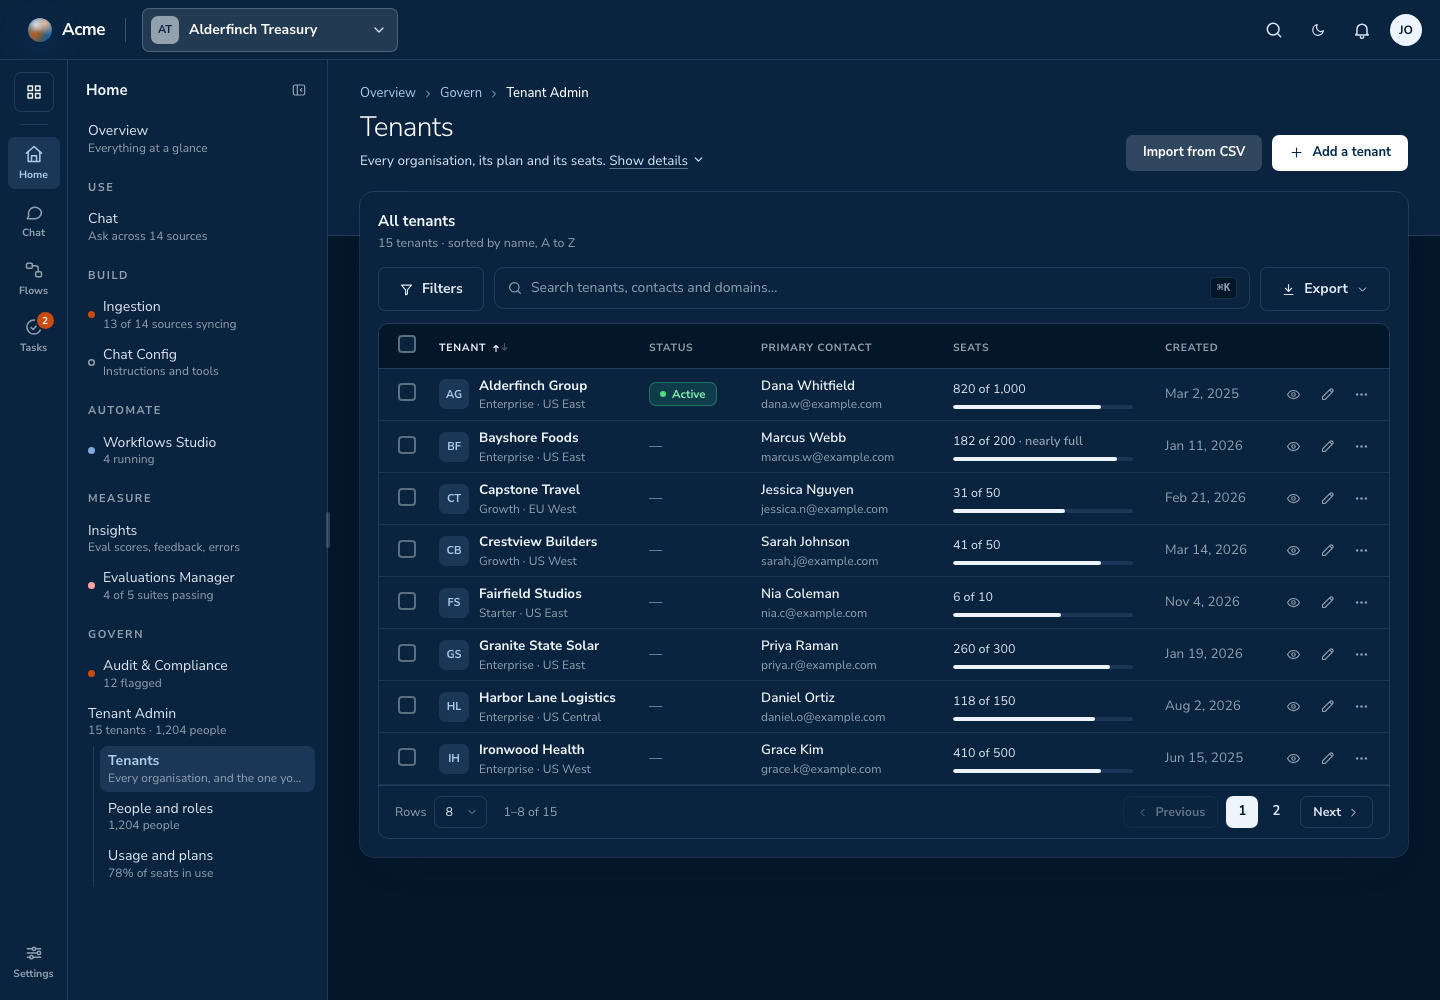 Acme
AT Alderfinch Treasury
JO
Home
Chat
Flows
2
Tasks
Settings
Home
Overview
Everything at a glance
USE
Chat
Ask across 14 sources
BUILD
Ingestion
13 of 14 sources syncing
Chat Config
Instructions and tools
AUTOMATE
Workflows Studio
4 running
MEASURE
Insights
Eval scores, feedback, errors
Evaluations Manager
4 of 5 suites passing
GOVERN
Audit & Compliance
12 flagged
Tenant Admin
15 tenants · 1,204 people
Tenants
Every organisation, and the one yo...
People and roles
1,204 people
Usage and plans
78% of seats in use
Overview > Govern > Tenant Admin
Tenants
Every organisation, its plan and its seats. Show details
Import from CSV
+ Add a tenant
All tenants
15 tenants · sorted by name, A to Z
Filters
Search tenants, contacts and domains...
⌘K
Export
TENANT STATUS PRIMARY CONTACT SEATS CREATED
AG Alderfinch Group Active Dana Whitfield 820 of 1,000 Mar 2, 2025
Enterprise · US East dana.w@example.com
BF Bayshore Foods — Marcus Webb 182 of 200 · nearly full Jan 11, 2026
Enterprise · US East marcus.w@example.com
CT Capstone Travel — Jessica Nguyen 31 of 50 Feb 21, 2026
Growth · EU West jessica.n@example.com
CB Crestview Builders — Sarah Johnson 41 of 50 Mar 14, 2026
Growth · US West sarah.j@example.com
FS Fairfield Studios — Nia Coleman 6 of 10 Nov 4, 2026
Starter · US East nia.c@example.com
GS Granite State Solar — Priya Raman 260 of 300 Jan 19, 2026
Enterprise · US East priya.r@example.com
HL Harbor Lane Logistics — Daniel Ortiz 118 of 150 Aug 2, 2026
Enterprise · US Central daniel.o@example.com
IH Ironwood Health — Grace Kim 410 of 500 Jun 15, 2025
Enterprise · US West grace.k@example.com
Rows 8 1–8 of 15
Previous 1 2 Next